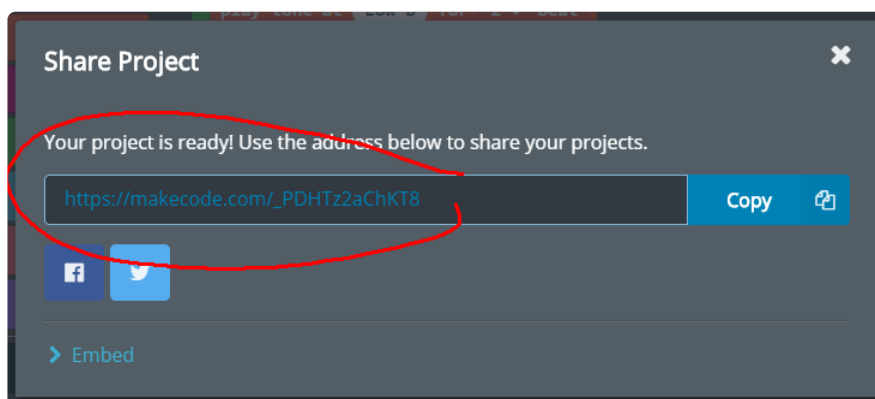 Share Project
Your project is ready! Use the address below to share your projects.
https://makecode.com/_PDHTz2aChKT8
Copy
Embed